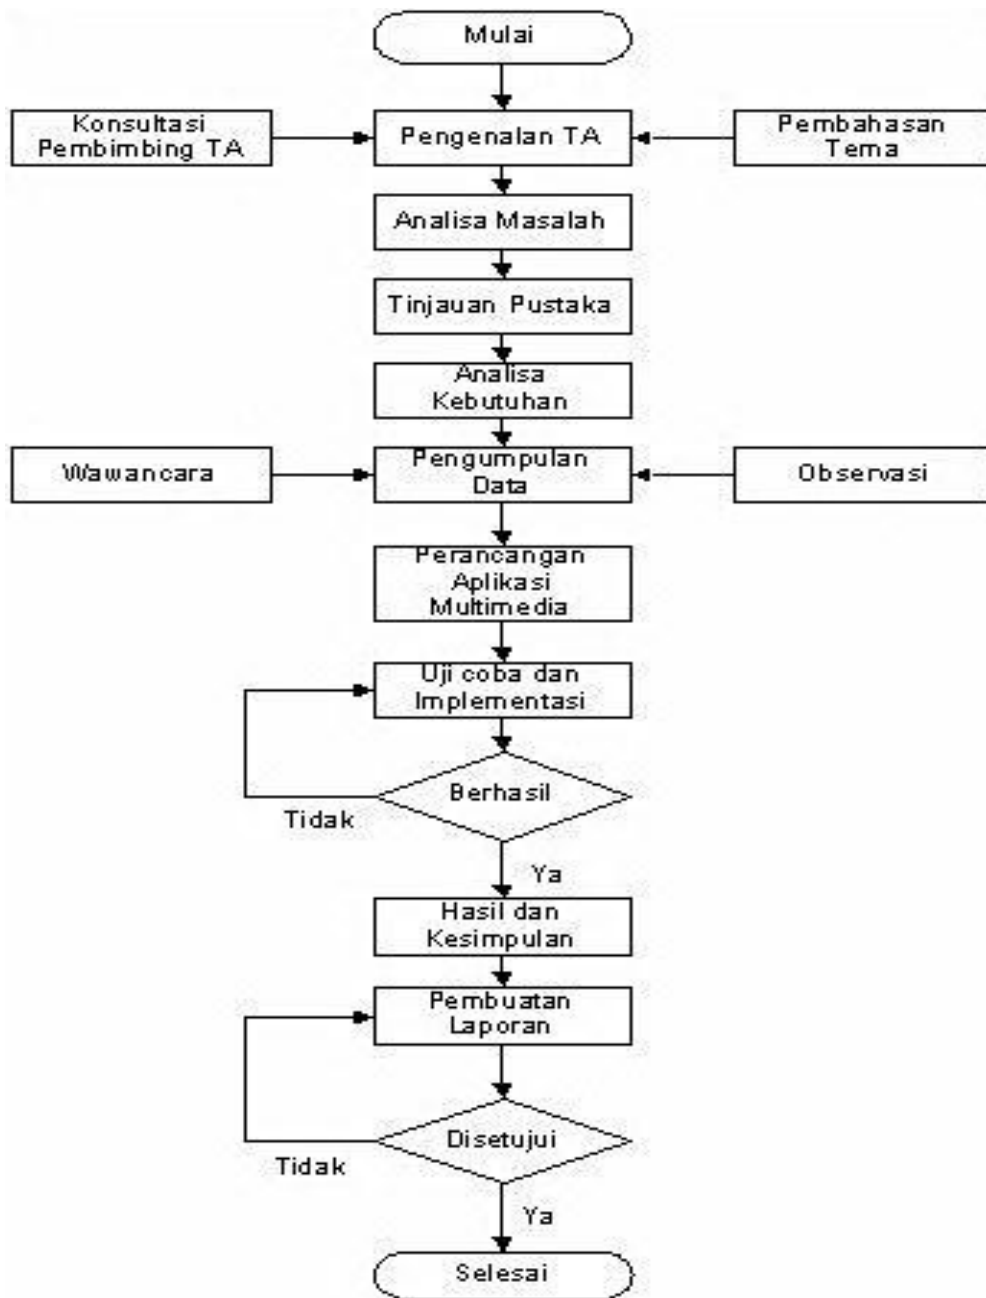 Mulai
Konsultasi
Pembimbing TA
Pengenalan TA
Pembahasan
Tema
Analisa Masalah
Tinjauan Pustaka
Analisa
Kebutuhan
Wawancara
Pengumpulan
Data
Observasi
Perancangan
Aplikasi
Multimedia
Uji coba dan
Implementasi
Berhasil
Tidak
Ya
Hasil dan
Kesimpulan
Pembuatan
Laporan
Disetujui
Tidak
Ya
Selesai